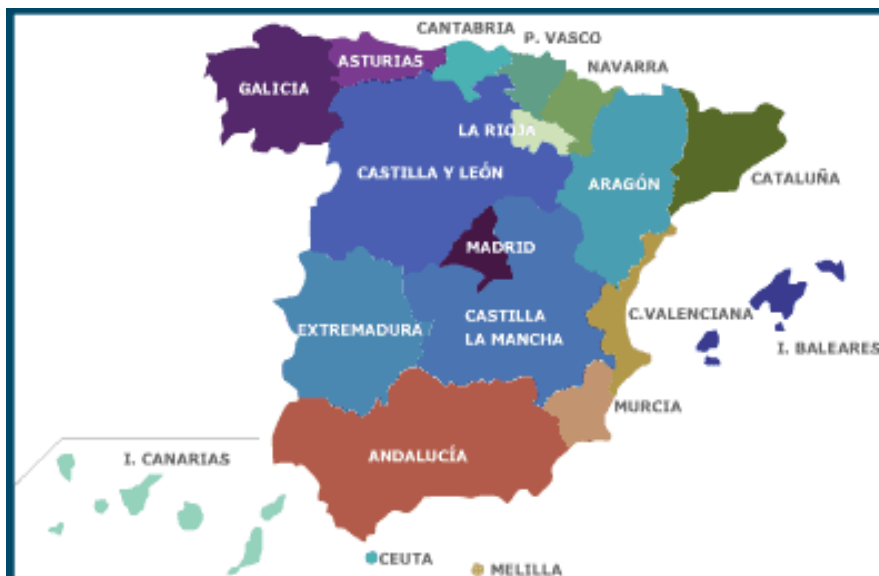 CANTABRIA
P. VASCO
ASTURIAS
NAVARRA
GALICIA
LA RIOJA
CASTILLA Y LEÓN
ARAGÓN
CATALUÑA
MADRID
C.VALENCIANA
CASTILLA
LA MANCHA
EXTREMADURA
I. BALEARES
MURCIA
ANDALUCÍA
I. CANARIAS
CEUTA
MELILLA